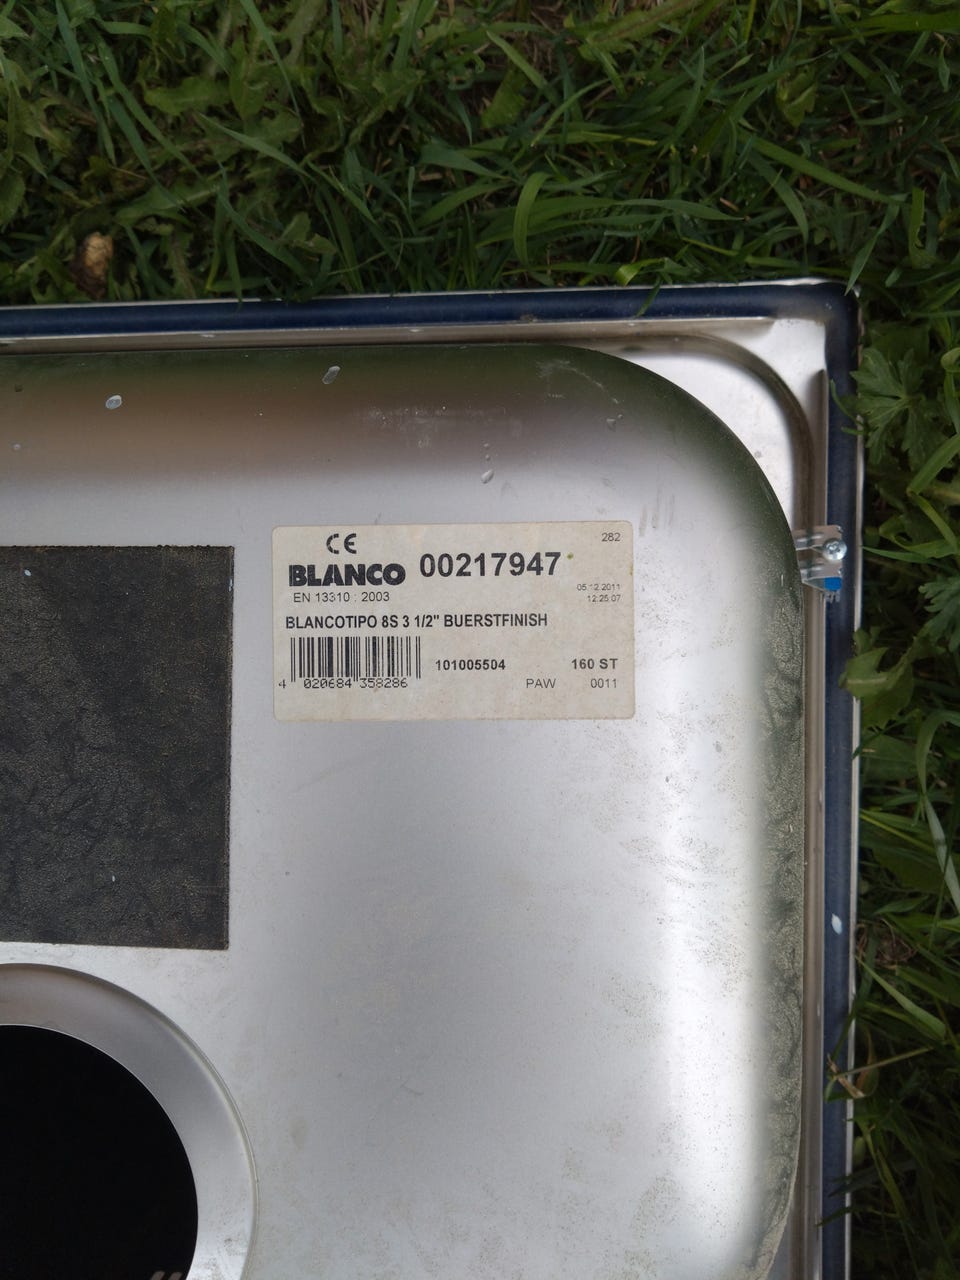 CE
282
BLANCO 00217947
EN 13310 : 2003
05.12.2011
12:25:07
BLANCOTIPO 8S 3 1/2" BUERSTFINISH
101005504
160 ST
4 020684 358286
PAW
0011